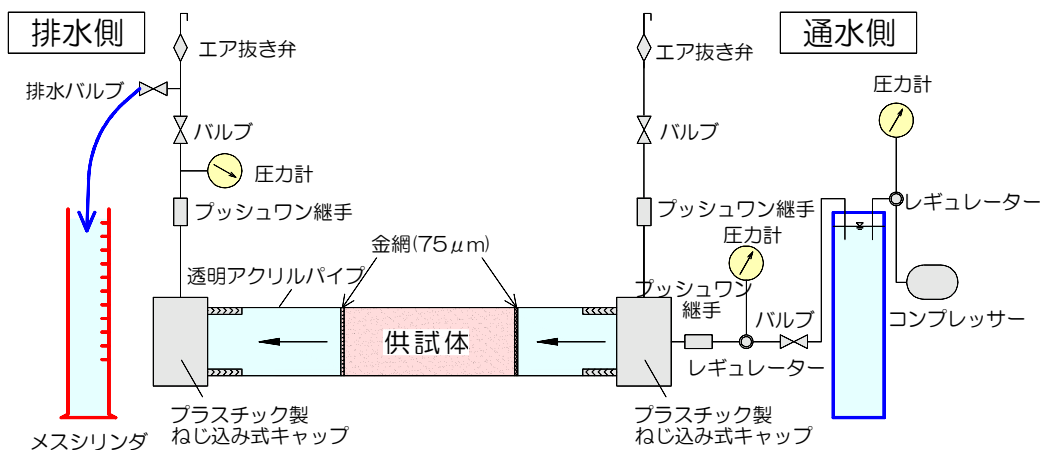 排水側
通水側
エア抜き弁
エア抜き弁
排水バルブ
圧力計
バルブ
バルブ
圧力計
プッシュワン継手
プッシュワン継手
レギュレーター
圧力計
金網(75μm)
透明アクリルパイプ
プッシュワン
継手
バルブ
コンプレッサー
供試体
レギュレーター
プラスチック製
ねじ込み式キャップ
プラスチック製
ねじ込み式キャップ
メスシリンダ